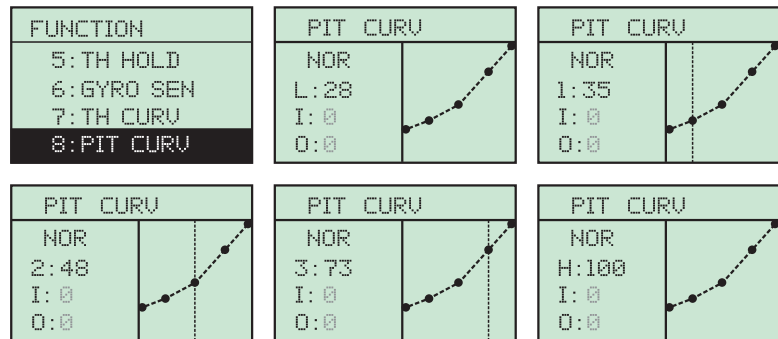 FUNCTION
5:TH HOLD
6:GYRO SEN
7:TH CURV
8:PIT CURV
PIT CURV
NOR
L:28
I:0
O:0
PIT CURV
NOR
1:35
I:0
O:0
PIT CURV
NOR
2:48
I:0
O:0
PIT CURV
NOR
3:73
I:0
O:0
PIT CURV
NOR
H:100
I:0
O:0